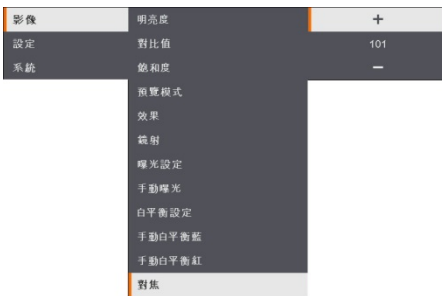 影像
設定
系統
明亮度
對比值
飽和度
預覽模式
效果
鏡射
曝光設定
手動曝光
白平衡設定
手動白平衡藍
手動白平衡紅
對焦
+
101
−